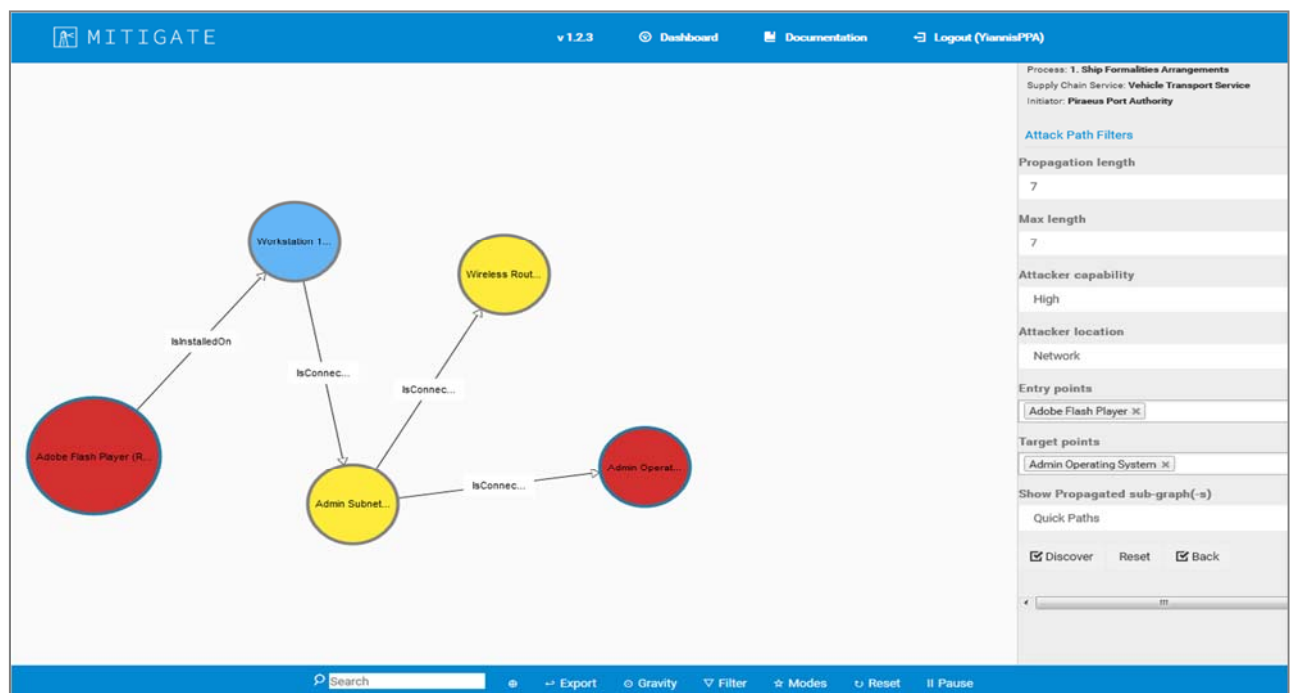 MITIGATE
v 1.2.3
Dashboard
Documentation
Logout (YiannisPPA)
Process: 1. Ship Formalities Arrangements
Supply Chain Service: Vehicle Transport Service
Initiator: Piraeus Port Authority
Attack Path Filters
Propagation length
7
Max length
7
Attacker capability
High
Attacker location
Network
Entry points
Adobe Flash Player ×
Target points
Admin Operating System ×
Show Propagated sub-graph(-s)
Quick Paths
Discover
Reset
Back
Workstation 1...
Wireless Rout...
IsInstalledOn
IsConnec...
IsConnec...
Adobe Flash Player (R...
Admin Operat...
IsConnec...
Admin Subnet...
Search
Export
Gravity
Filter
Modes
Reset
Pause